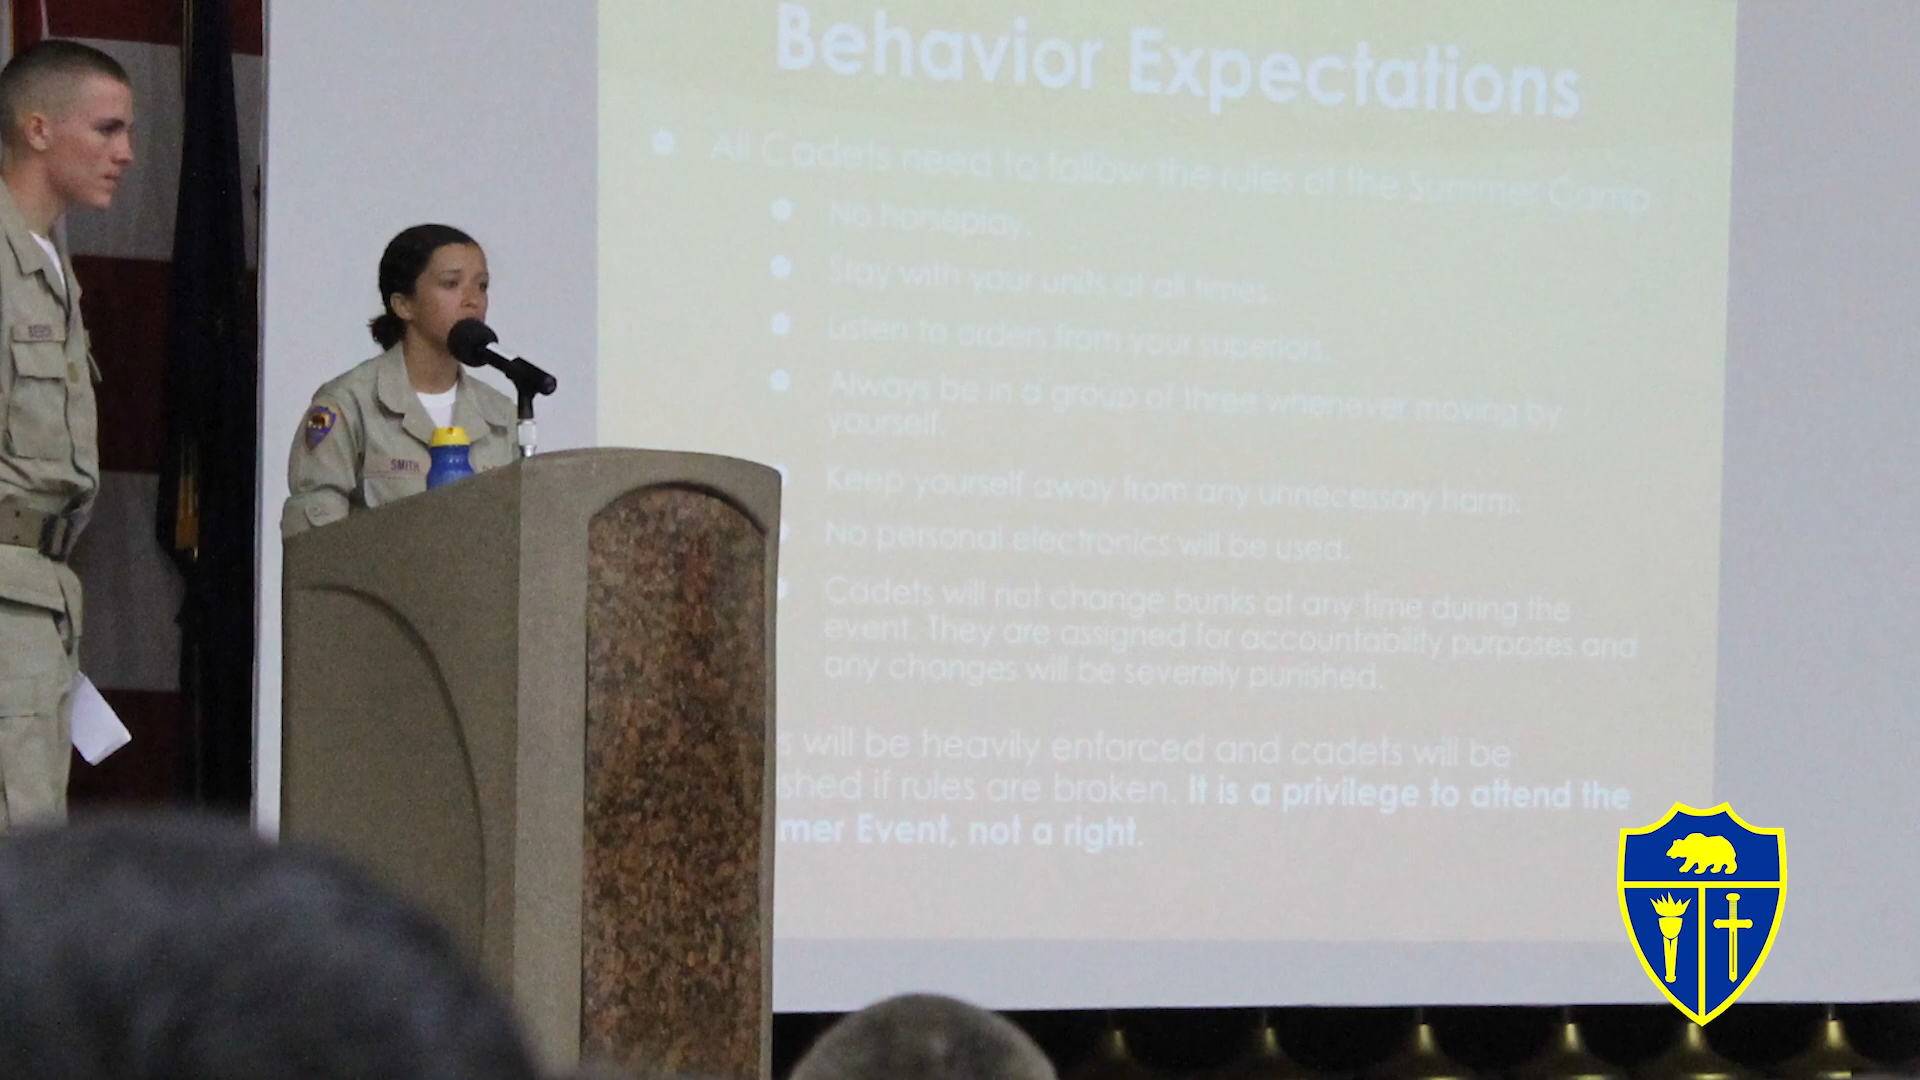 Behavior Expectations
All Cadets need to follow the rules of the Summer Camp
No horseplay.
Stay with your units at all times.
Listen to orders from your superiors.
Always be in a group of three whenever moving by
yourself.
Keep yourself away from any unnecessary harm.
No personal electronics will be used.
Cadets will not change bunks at any time during the
event. They are assigned for accountability purposes and
any changes will be severely punished.
s will be heavily enforced and cadets will be
shed if rules are broken. It is a privilege to attend the
mer Event, not a right.
SMITH